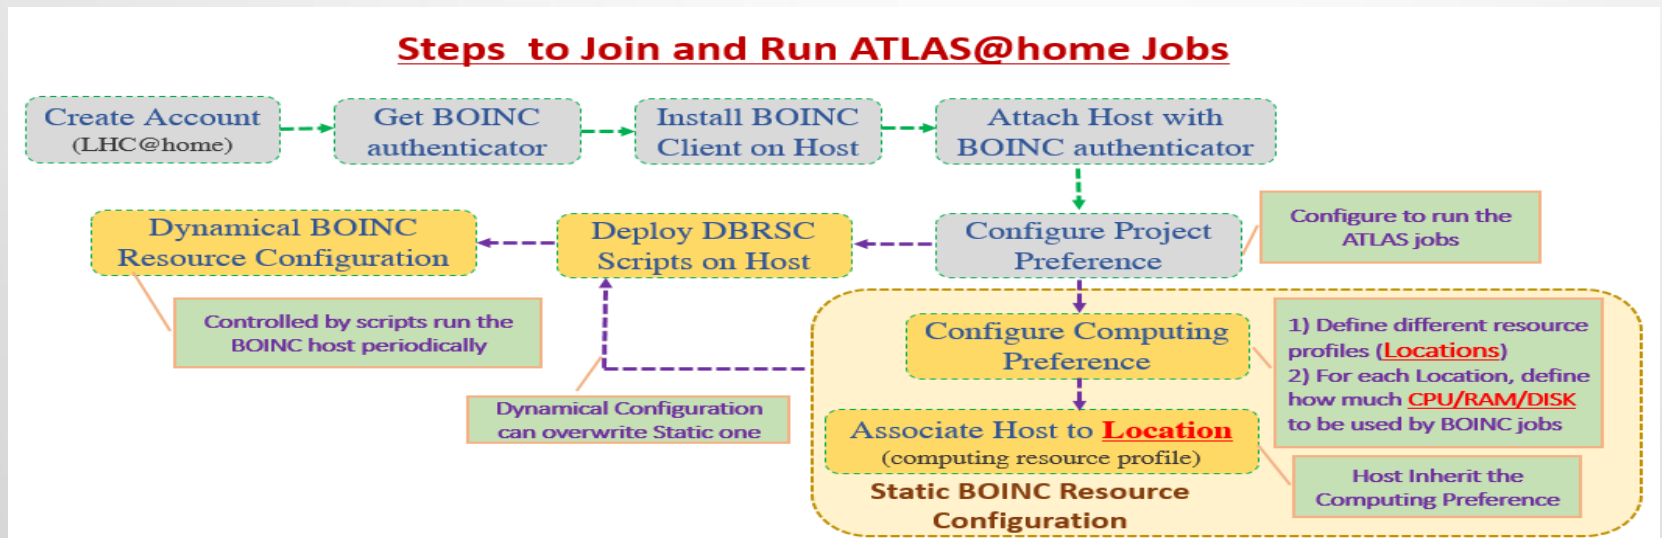 Steps to Join and Run ATLAS@home Jobs
Create Account
(LHC@home)
Get BOINC
authenticator
Install BOINC
Client on Host
Attach Host with
BOINC authenticator
Dynamical BOINC
Resource Configuration
Deploy DBRSC
Scripts on Host
Configure Project
Preference
Configure to run the
ATLAS jobs
Controlled by scripts run the
BOINC host periodically
Configure Computing
Preference
1) Define different resource
profiles (Locations)
2) For each Location, define
how much CPU/RAM/DISK
to be used by BOINC jobs
Dynamical Configuration
can overwrite Static one
Associate Host to Location
(computing resource profile)
Host Inherit the
Computing Preference
Static BOINC Resource
Configuration